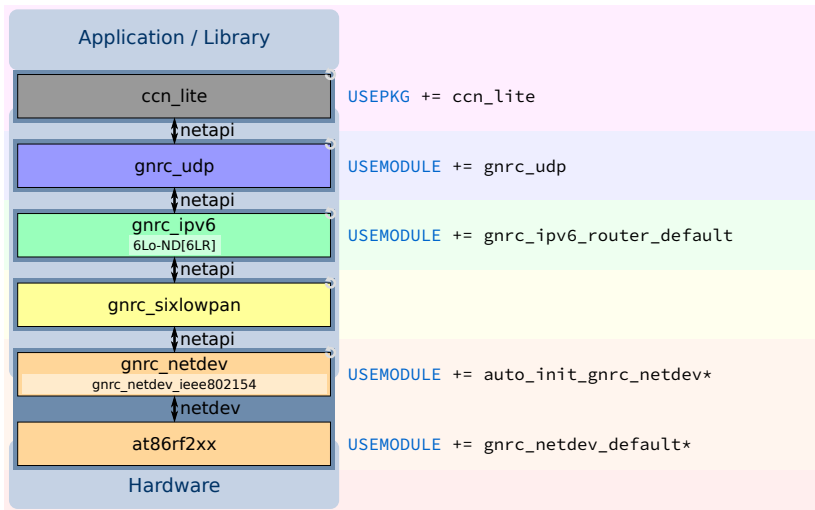 Application / Library
ccn_lite
USEPKG += ccn_lite
netapi
gnrc_udp
USEMODULE += gnrc_udp
netapi
gnrc_ipv6
6Lo-ND[6LR]
USEMODULE += gnrc_ipv6_router_default
netapi
gnrc_sixlowpan
netapi
gnrc_netdev
gnrc_netdev_ieee802154
USEMODULE += auto_init_gnrc_netdev*
netdev
at86rf2xx
USEMODULE += gnrc_netdev_default*
Hardware